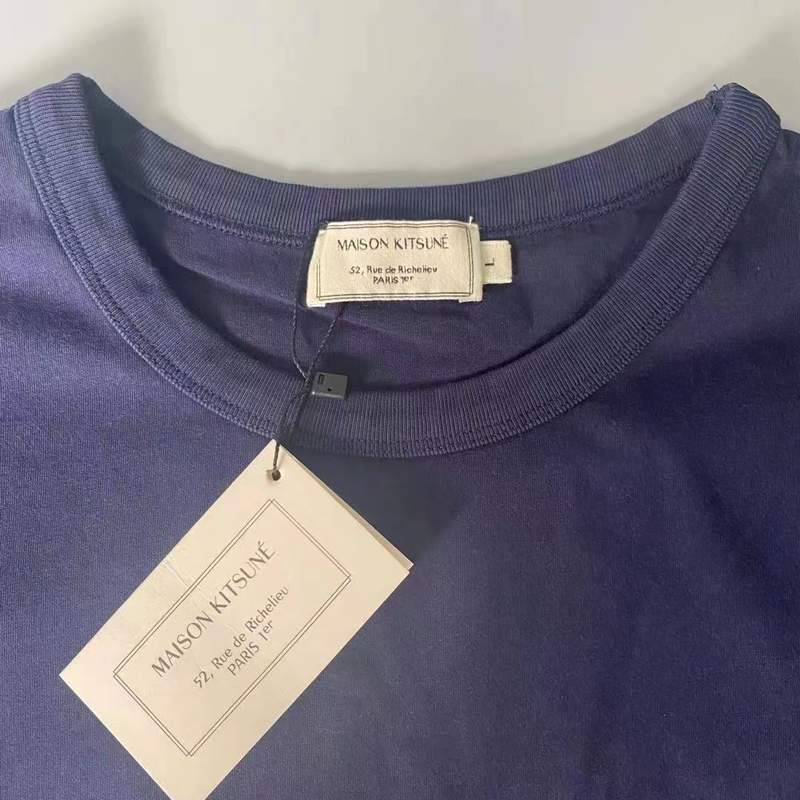 MAISON KITSUNÉ
52, Rue de Richelieu
PARIS 1er
L
MAISON KITSUNÉ
52, Rue de Richelieu
PARIS 1er